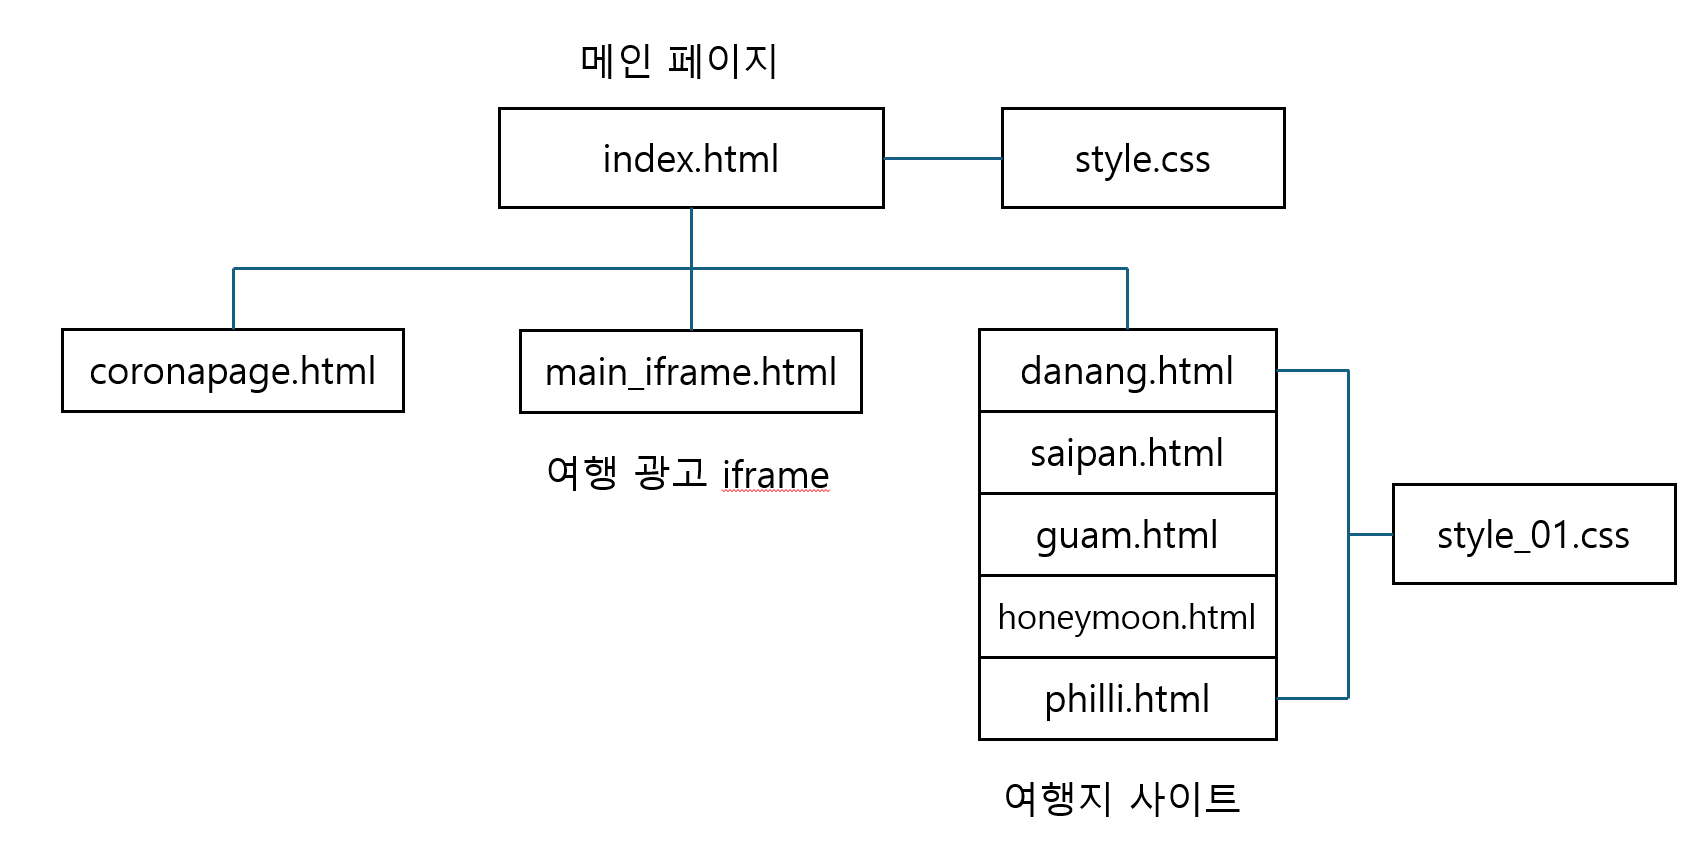 메인 페이지
index.html
style.css
coronapage.html
main_iframe.html
여행 광고 iframe
danang.html
saipan.html
guam.html
honeymoon.html
philli.html
style_01.css
여행지 사이트